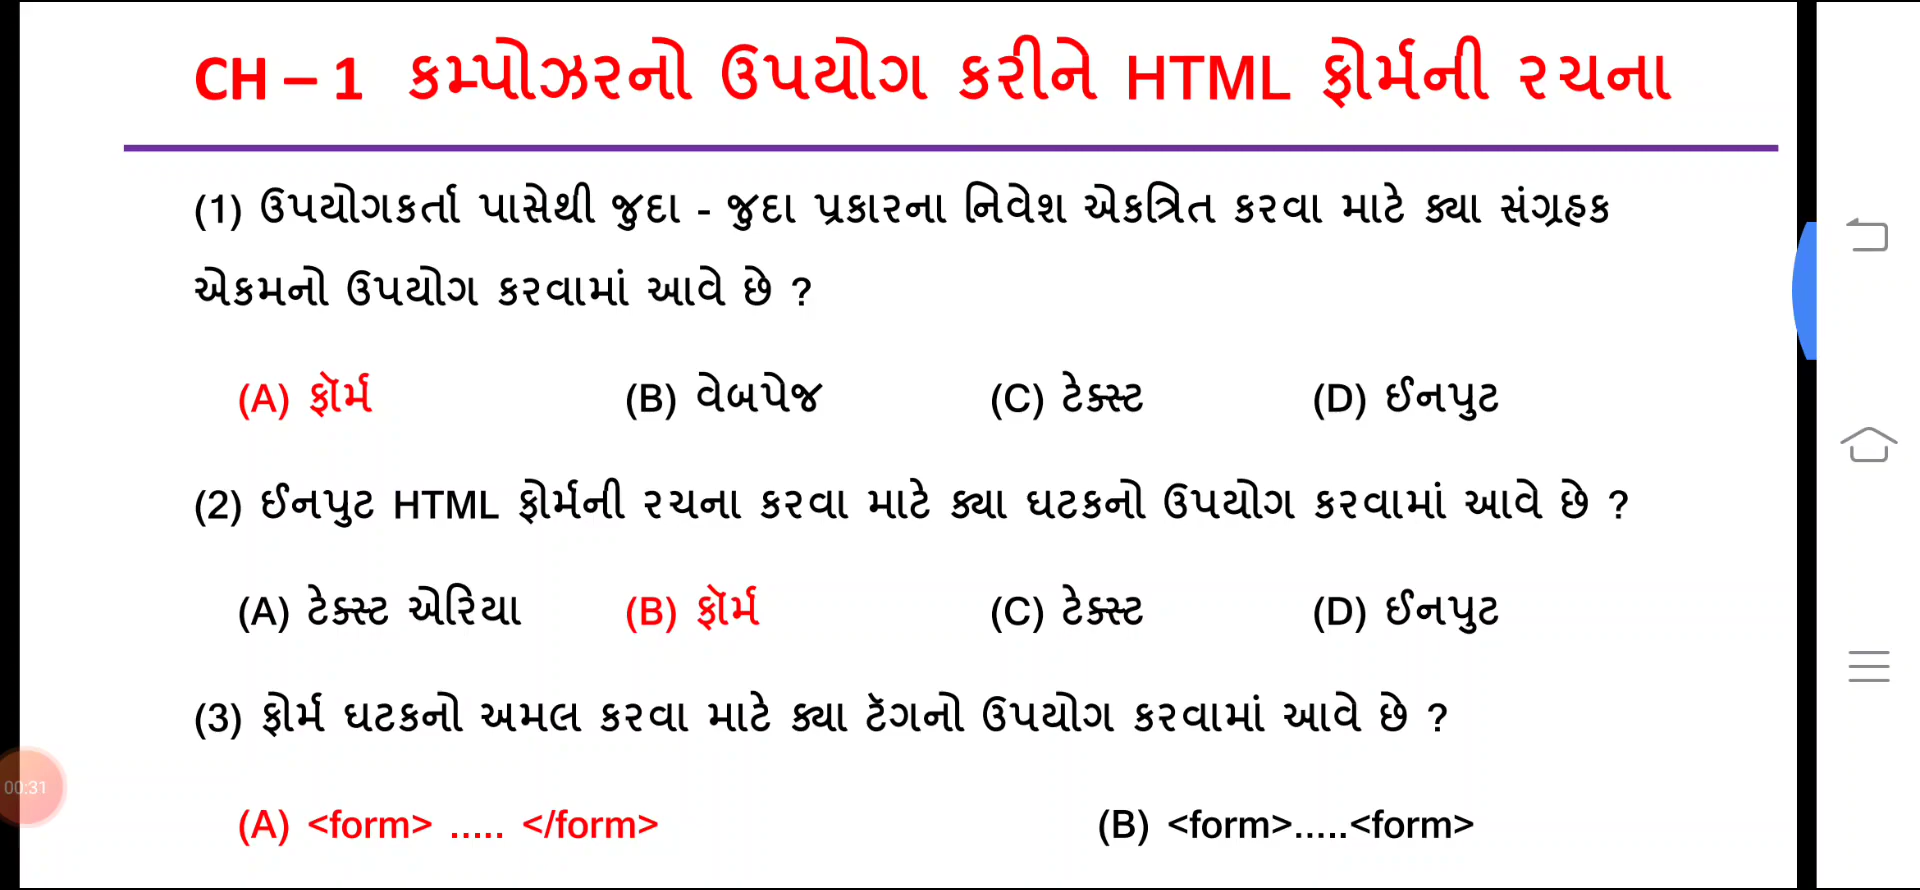 CH – 1 કમ્પોઝરનો ઉપયોગ કરીને HTML ફોર્મની રચના
(1) ઉપયોગકર્તા પાસેથી જુદા - જુદા પ્રકારના નિવેશ એકત્રિત કરવા માટે ક્યા સંગ્રહક
એકમનો ઉપયોગ કરવામાં આવે છે ?
(A) ફૉર્મ (B) વેબપેજ (C) ટેક્સ્ટ (D) ઈનપુટ
(2) ઈનપુટ HTML ફોર્મની રચના કરવા માટે ક્યા ઘટકનો ઉપયોગ કરવામાં આવે છે ?
(A) ટેક્સ્ટ એરિયા (B) ફૉર્મ (C) ટેક્સ્ટ (D) ઈનપુટ
(3) ફોર્મ ઘટકનો અમલ કરવા માટે ક્યા ટૅગનો ઉપયોગ કરવામાં આવે છે ?
00:31
(A) <form> ..... </form> (B) <form>.....<form>